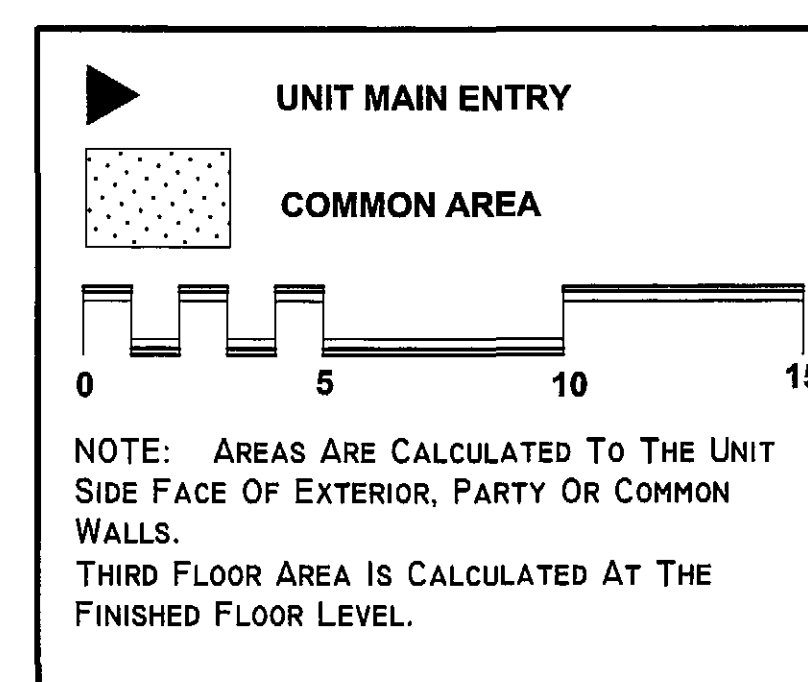 UNIT MAIN ENTRY
COMMON AREA
0 5 10 15
NOTE: AREAS ARE CALCULATED TO THE UNIT
SIDE FACE OF EXTERIOR, PARTY OR COMMON
WALLS.
THIRD FLOOR AREA IS CALCULATED AT THE
FINISHED FLOOR LEVEL.